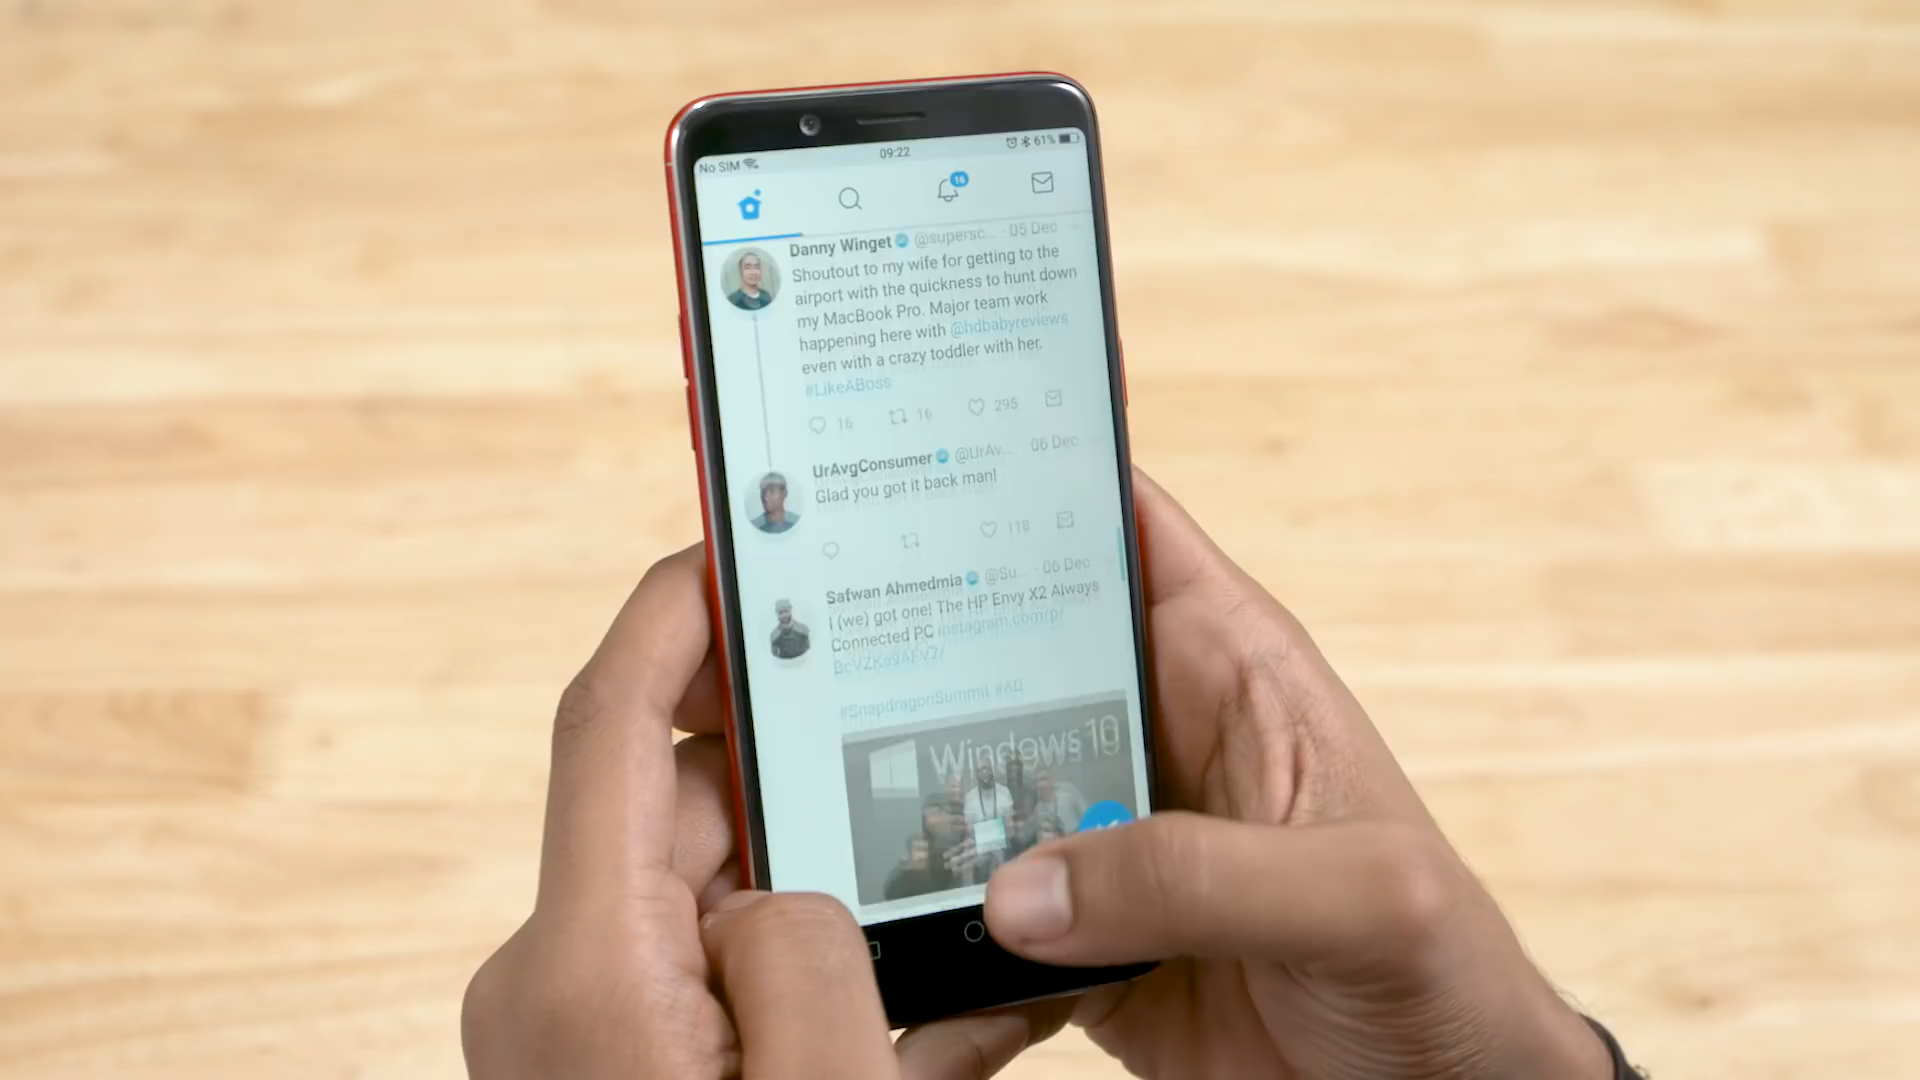 No SIM 09:22 61%
16
Danny Winget @supersc... · 05 Dec
Shoutout to my wife for getting to the
airport with the quickness to hunt down
my MacBook Pro. Major team work
happening here with @hdbabyreviews
even with a crazy toddler with her.
#LikeABoss
16 16 295
UrAvgConsumer @UrAv... 06 Dec
Glad you got it back man!
118
Safwan Ahmedmia @Su... · 06 Dec
I (we) got one! The HP Envy X2 Always
Connected PC instagram.com/p/
#SnapdragonSummit #AD
Windows 10